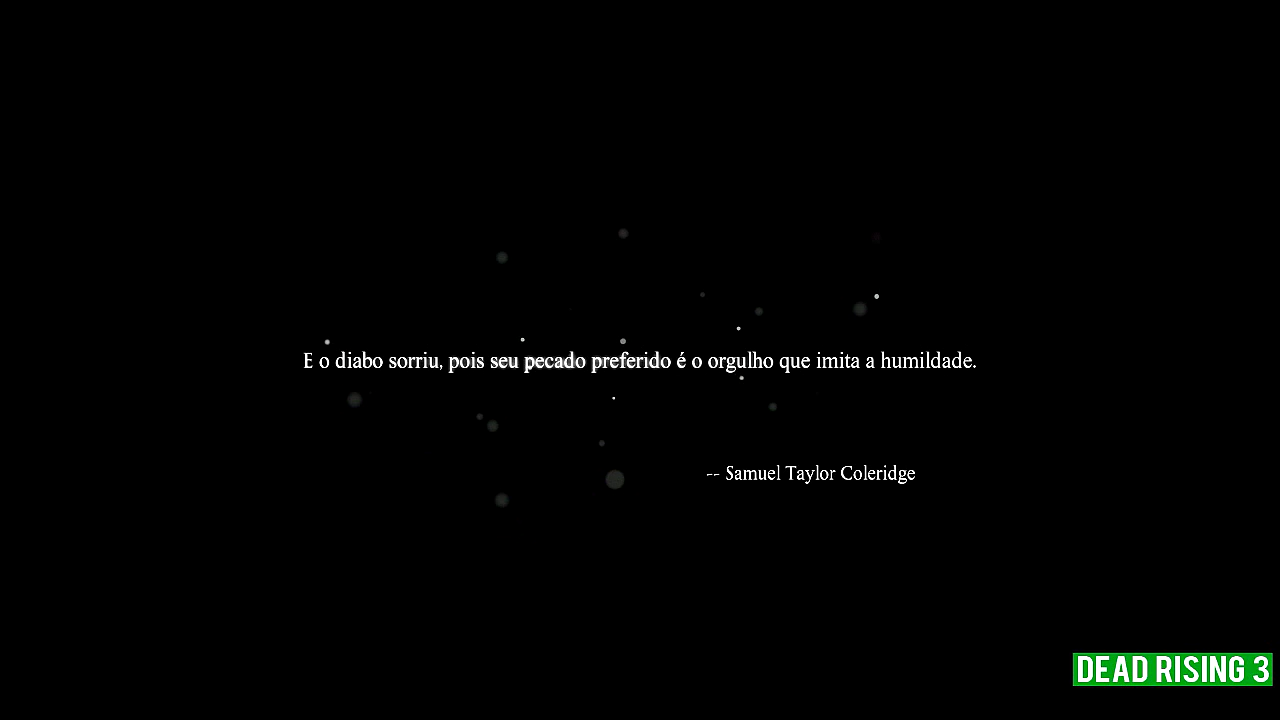 E o diabo sorriu, pois seu pecado preferido é o orgulho que imita a humildade.
-- Samuel Taylor Coleridge
DEAD RISING 3